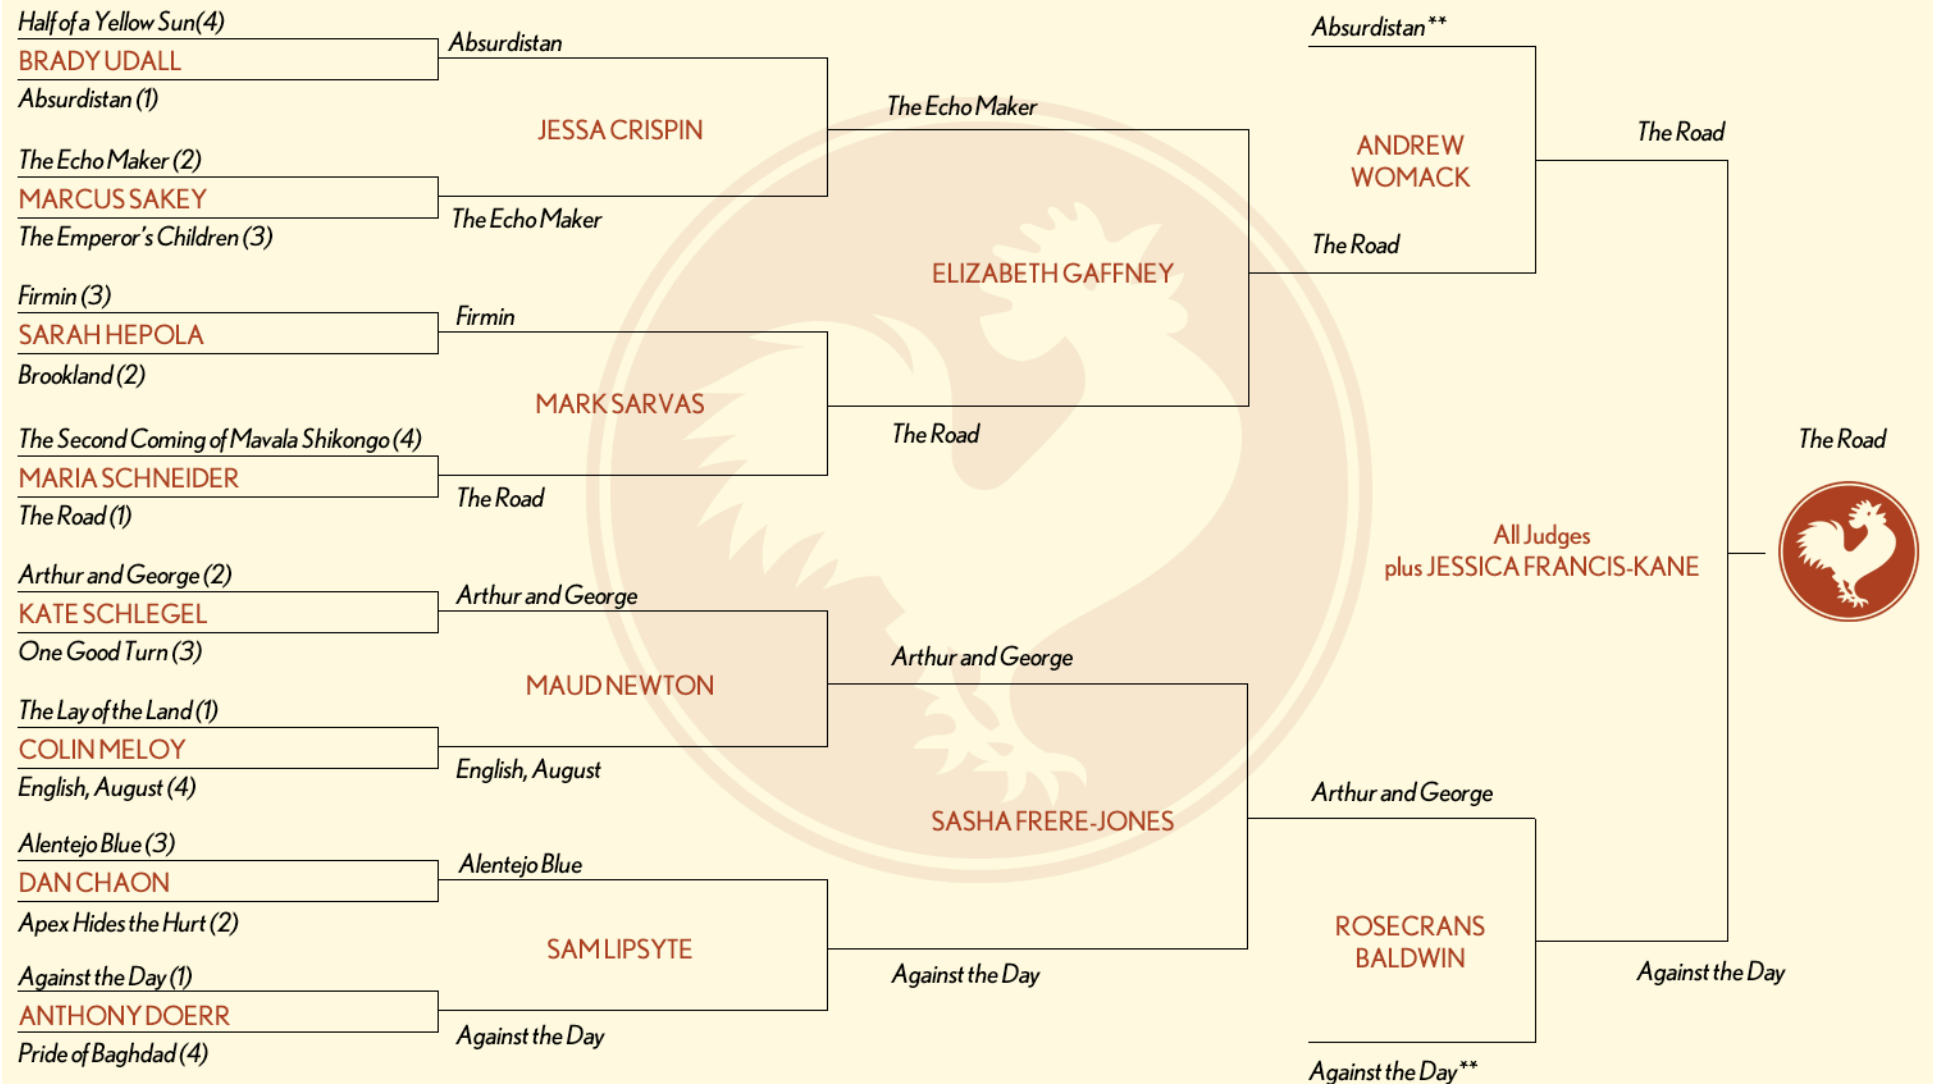 Half of a Yellow Sun(4)
BRADY UDALL
Absurdistan (1)
The Echo Maker (2)
MARCUS SAKEY
The Emperor's Children (3)
Firmin (3)
SARAH HEPOLA
Brookland (2)
The Second Coming of Mavala Shikongo (4)
MARIA SCHNEIDER
The Road (1)
Arthur and George (2)
KATE SCHLEGEL
One Good Turn (3)
The Lay of the Land (1)
COLIN MELOY
English, August (4)
Alentejo Blue (3)
DAN CHAON
Apex Hides the Hurt (2)
Against the Day (1)
ANTHONY DOERR
Pride of Baghdad (4)
Absurdistan
JESSA CRISPIN
The Echo Maker
Firmin
MARK SARVAS
The Road
Arthur and George
MAUD NEWTON
English, August
Alentejo Blue
SAM LIPSYTE
Against the Day
The Echo Maker
ELIZABETH GAFFNEY
The Road
Arthur and George
SASHA FRERE-JONES
Against the Day
Absurdistan**
ANDREW
WOMACK
The Road
Arthur and George
ROSECRANS
BALDWIN
Against the Day**
The Road
All Judges
plus JESSICA FRANCIS-KANE
Against the Day
The Road